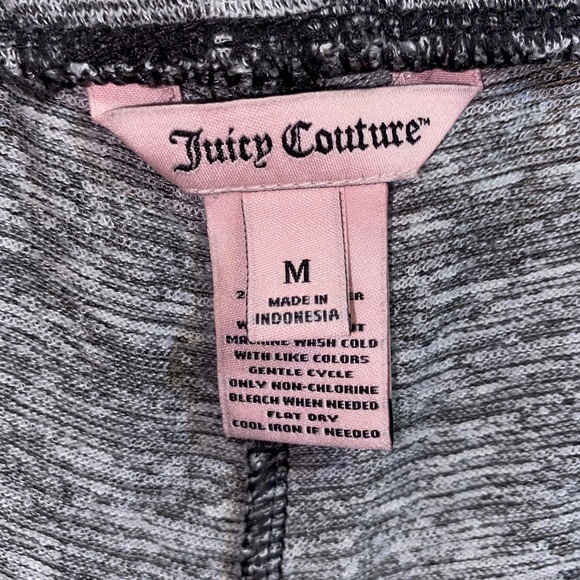 Juicy Couture™
M
MADE IN
INDONESIA
MACHINE WASH COLD
WITH LIKE COLORS
GENTLE CYCLE
ONLY NON-CHLORINE
BLEACH WHEN NEEDED
FLAT DRY
COOL IRON IF NEEDED